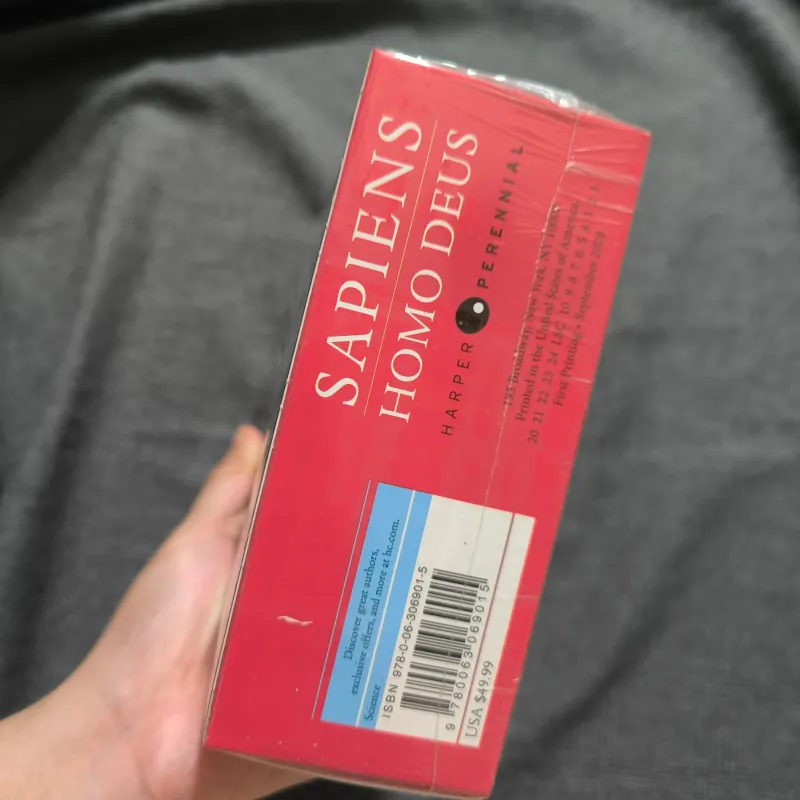 SAPIENS
HOMO DEUS
HARPER PERENNIAL
195 Broadway, New York, NY 10007
Printed in the United States of America.
20 21 22 23 24 LSC 10 9 8 7 6 5 4 3 2 1
First Printing • September 2020
Discover great authors,
exclusive offers, and more at hc.com.
Science
ISBN 978-0-06-306901-5
9 780063 069015
USA $49.99